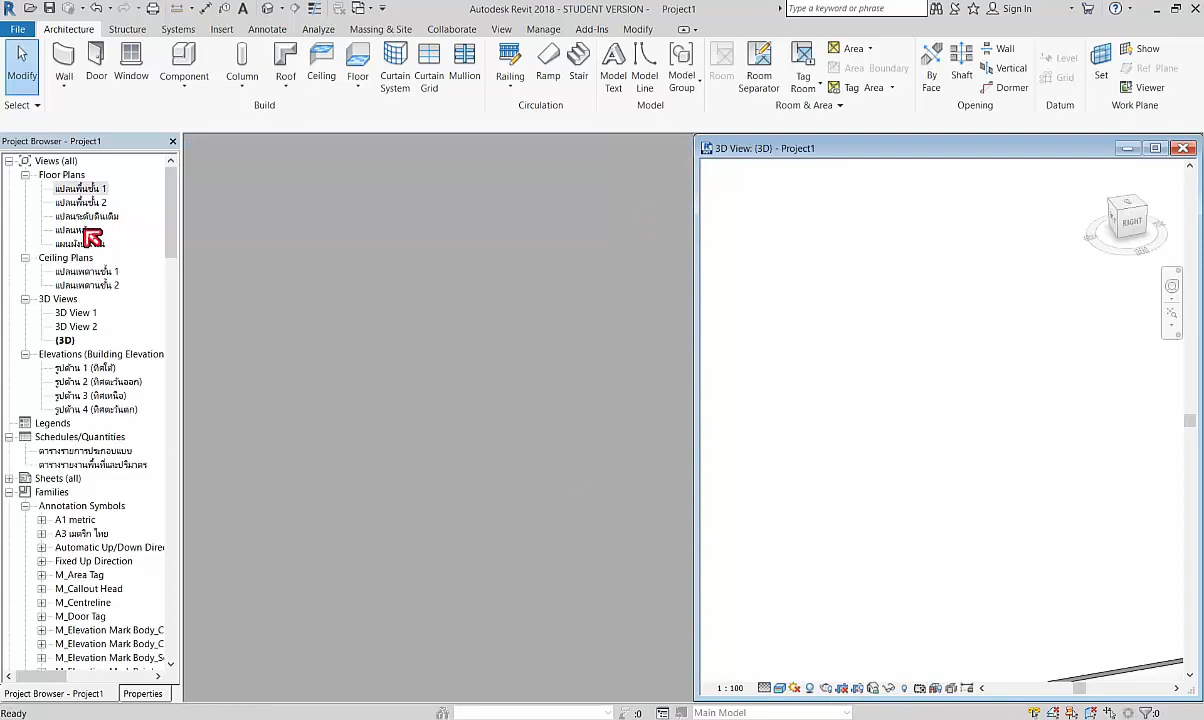 Autodesk Revit 2018 - STUDENT VERSION - Project1
Type a keyword or phrase
Sign In
File Architecture Structure Systems Insert Annotate Analyze Massing & Site Collaborate View Manage Add-Ins Modify
Modify Wall Door Window Component Column Roof Ceiling Floor Curtain System Curtain Grid Mullion Railing Ramp Stair Model Text Model Line Model Group Room Room Separator Tag Room
Area
Area Boundary
Tag Area
By Face Shaft
Wall
Vertical
Dormer
Level
Grid
Set
Show
Ref Plane
Viewer
Select Build Circulation Model Room & Area Opening Datum Work Plane
Project Browser - Project1
Views (all)
Floor Plans
แปลนพื้นชั้น 1
แปลนพื้นชั้น 2
แปลนระดับดินเดิม
Ceiling Plans
แปลนเพดานชั้น 1
แปลนเพดานชั้น 2
3D Views
3D View 1
3D View 2
(3D)
Elevations (Building Elevation
รูปด้าน 1 (ทิศใต้)
รูปด้าน 2 (ทิศตะวันออก)
รูปด้าน 3 (ทิศเหนือ)
รูปด้าน 4 (ทิศตะวันตก)
Legends
Schedules/Quantities
ตารางรายการประกอบแบบ
ตารางรายงานพื้นที่และปริมาตร
Sheets (all)
Families
Annotation Symbols
A1 metric
A3 เมตริก ไทย
Automatic Up/Down Direc
Fixed Up Direction
M_Area Tag
M_Callout Head
M_Centreline
M_Door Tag
M_Elevation Mark Body_C
M_Elevation Mark Body_C
M_Elevation Mark Body_S
Project Browser - Project1 Properties
3D View: {3D} - Project1
RIGHT
1 : 100
Ready
:0
Main Model
:0